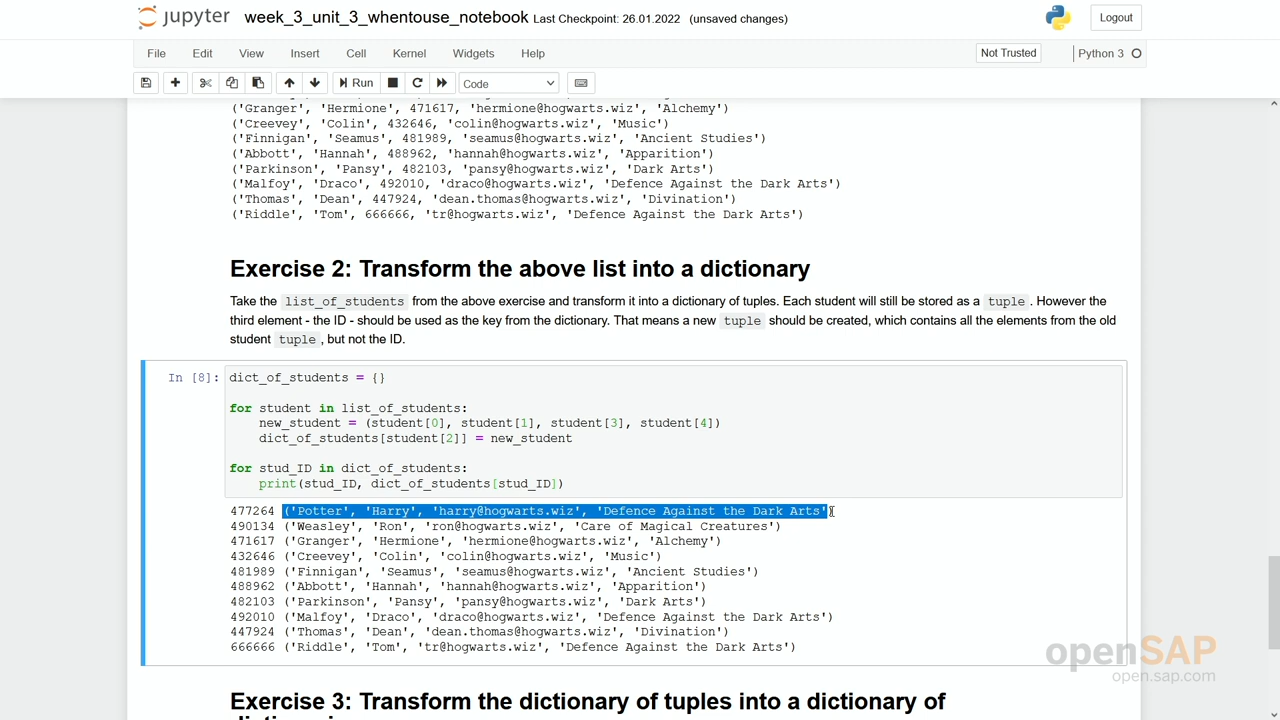 jupyter week_3_unit_3_whentouse_notebook Last Checkpoint: 26.01.2022 (unsaved changes) Logout
File Edit View Insert Cell Kernel Widgets Help Not Trusted Python 3
Run Code
('Granger', 'Hermione', 471617, 'hermione@hogwarts.wiz', 'Alchemy')
('Creevey', 'Colin', 432646, 'colin@hogwarts.wiz', 'Music')
('Finnigan', 'Seamus', 481989, 'seamus@hogwarts.wiz', 'Ancient Studies')
('Abbott', 'Hannah', 488962, 'hannah@hogwarts.wiz', 'Apparition')
('Parkinson', 'Pansy', 482103, 'pansy@hogwarts.wiz', 'Dark Arts')
('Malfoy', 'Draco', 492010, 'draco@hogwarts.wiz', 'Defence Against the Dark Arts')
('Thomas', 'Dean', 447924, 'dean.thomas@hogwarts.wiz', 'Divination')
('Riddle', 'Tom', 666666, 'tr@hogwarts.wiz', 'Defence Against the Dark Arts')
Exercise 2: Transform the above list into a dictionary
Take the list_of_students from the above exercise and transform it into a dictionary of tuples. Each student will still be stored as a tuple. However the
third element - the ID - should be used as the key from the dictionary. That means a new tuple should be created, which contains all the elements from the old
student tuple, but not the ID.
In [8]: dict_of_students = {}
for student in list_of_students:
    new_student = (student[0], student[1], student[3], student[4])
    dict_of_students[student[2]] = new_student
for stud_ID in dict_of_students:
    print(stud_ID, dict_of_students[stud_ID])
477264 ('Potter', 'Harry', 'harry@hogwarts.wiz', 'Defence Against the Dark Arts')
490134 ('Weasley', 'Ron', 'ron@hogwarts.wiz', 'Care of Magical Creatures')
471617 ('Granger', 'Hermione', 'hermione@hogwarts.wiz', 'Alchemy')
432646 ('Creevey', 'Colin', 'colin@hogwarts.wiz', 'Music')
481989 ('Finnigan', 'Seamus', 'seamus@hogwarts.wiz', 'Ancient Studies')
488962 ('Abbott', 'Hannah', 'hannah@hogwarts.wiz', 'Apparition')
482103 ('Parkinson', 'Pansy', 'pansy@hogwarts.wiz', 'Dark Arts')
492010 ('Malfoy', 'Draco', 'draco@hogwarts.wiz', 'Defence Against the Dark Arts')
447924 ('Thomas', 'Dean', 'dean.thomas@hogwarts.wiz', 'Divination')
666666 ('Riddle', 'Tom', 'tr@hogwarts.wiz', 'Defence Against the Dark Arts')
openSAP
open.sap.com
Exercise 3: Transform the dictionary of tuples into a dictionary of